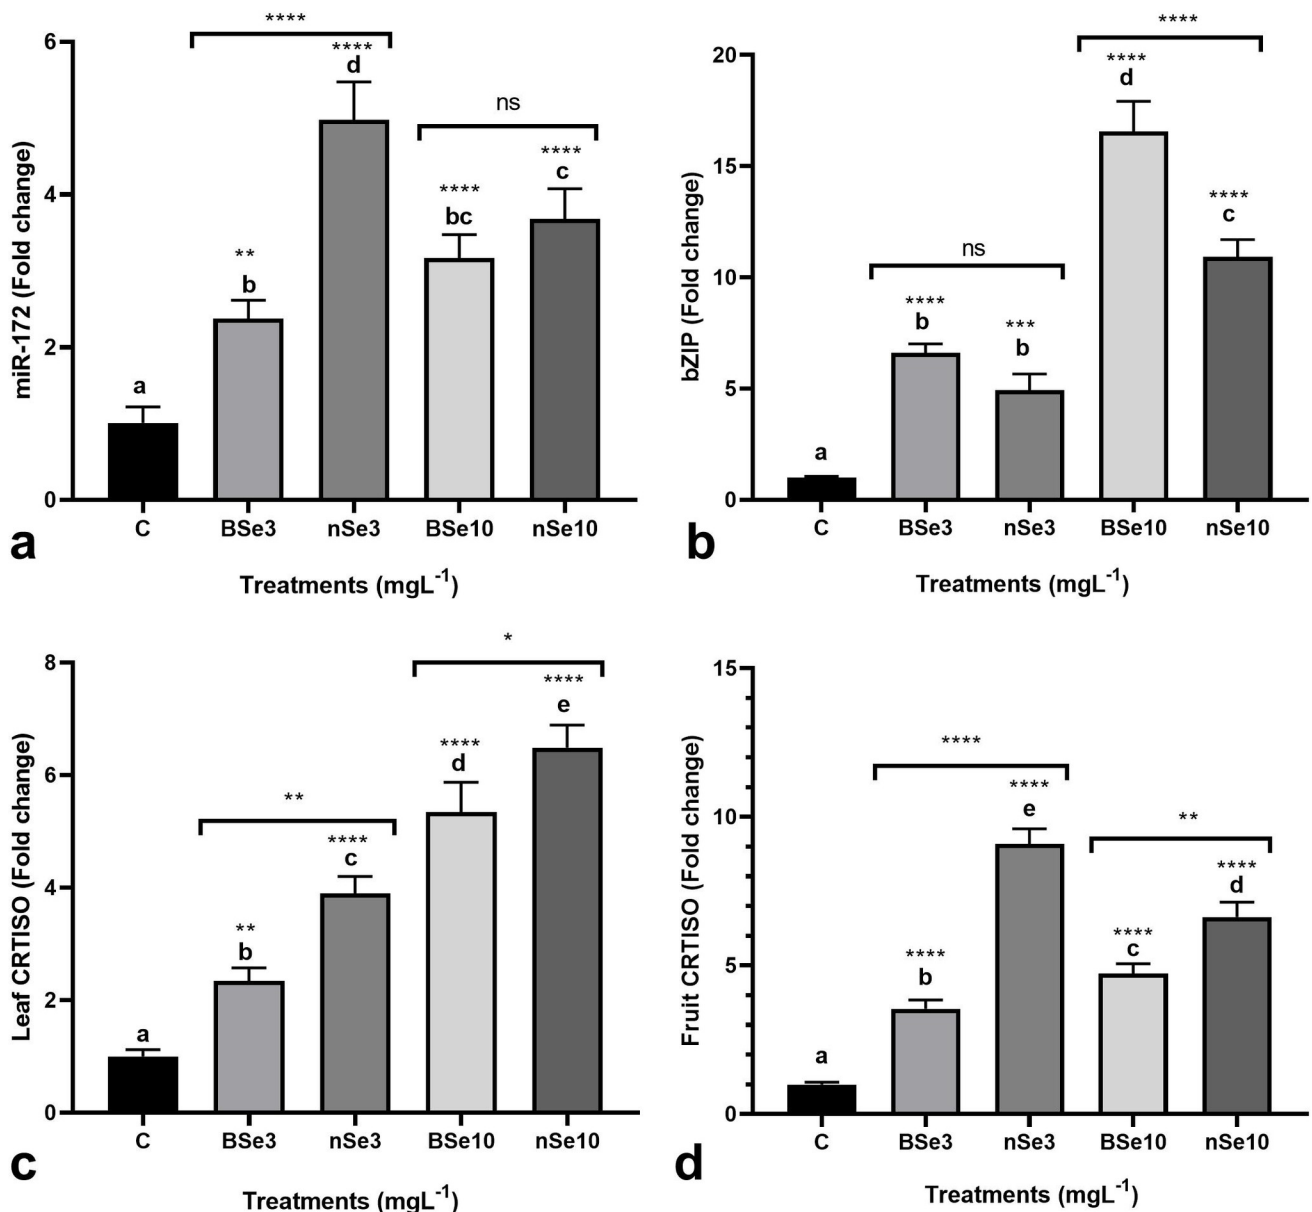 ****
6
****
d
ns
****
c
4
****
bc
**
b
2
a
0
miR-172 (Fold change)
C BSe3 nSe3 BSe10 nSe10
a
Treatments (mgL-1)
****
20
****
d
15
****
c
10
ns
****
b
***
b
5
a
0
bZIP (Fold change)
C BSe3 nSe3 BSe10 nSe10
b
Treatments (mgL-1)
*
8
****
e
6
****
d
**
****
c
4
**
b
2
a
0
Leaf CRTISO (Fold change)
C BSe3 nSe3 BSe10 nSe10
c
Treatments (mgL-1)
15
****
****
e
10
**
****
d
****
c
****
b
5
a
0
Fruit CRTISO (Fold change)
C BSe3 nSe3 BSe10 nSe10
d
Treatments (mgL-1)